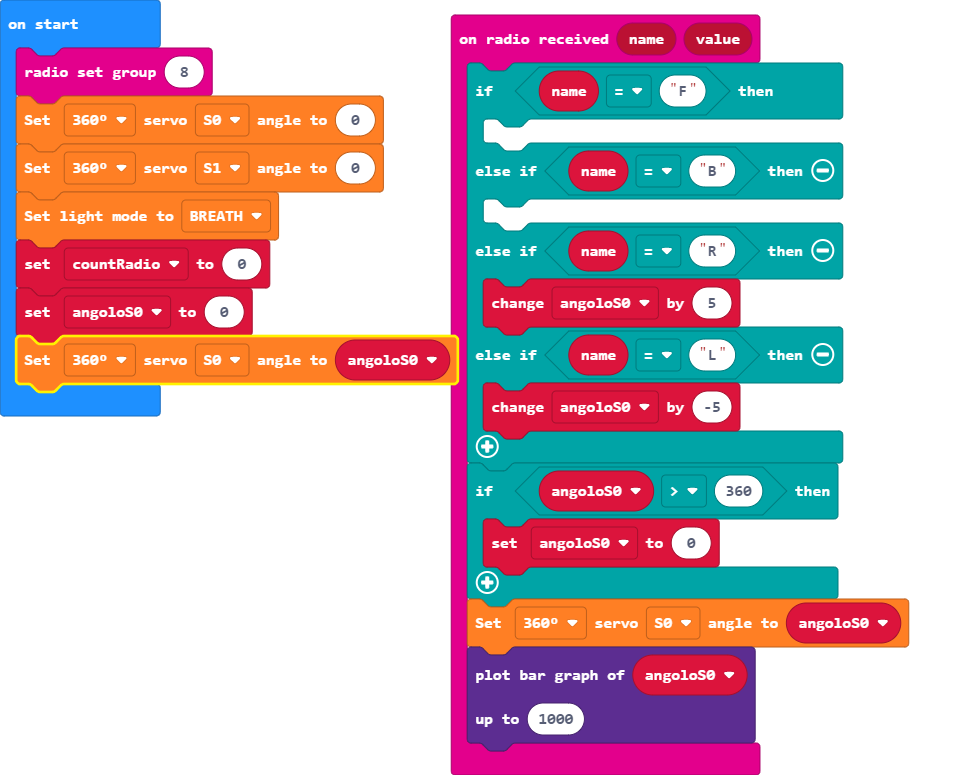 on start
radio set group 8
Set 360º servo S0 angle to 0
Set 360º servo S1 angle to 0
Set light mode to BREATH
set countRadio to 0
set angoloS0 to 0
Set 360º servo S0 angle to angoloS0
on radio received name value
if name = "F" then
else if name = "B" then
else if name = "R" then
change angoloS0 by 5
else if name = "L" then
change angoloS0 by -5
if angoloS0 > 360 then
set angoloS0 to 0
Set 360º servo S0 angle to angoloS0
plot bar graph of angoloS0
up to 1000